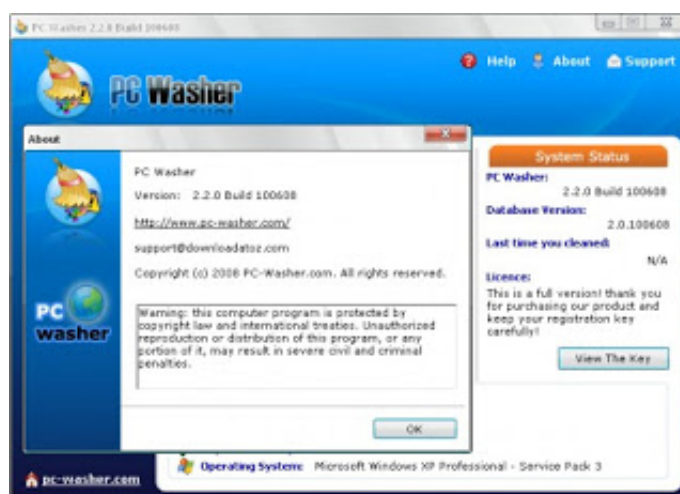 PC Washer 2.2.0 Build 100608
Help About Support
PC Washer
About
PC Washer
Version: 2.2.0 Build 100608
http://www.pc-washer.com/
support@downloadatoz.com
Copyright (c) 2008 PC-Washer.com. All rights reserved.
PC
washer
Warning: this computer program is protected by
copyright law and international treaties. Unauthorized
reproduction or distribution of this program, or any
portion of it, may result in severe civil and criminal
penalties.
OK
System Status
PC Washer:
2.2.0 Build 100608
Database Version:
2.0.100608
Last time you cleaned:
N/A
Licence:
This is a full version! thank you
for purchasing our product and
keep your registration key
carefully!
View The Key
Operating System: Microsoft Windows XP Professional - Service Pack 3
pc-washer.com